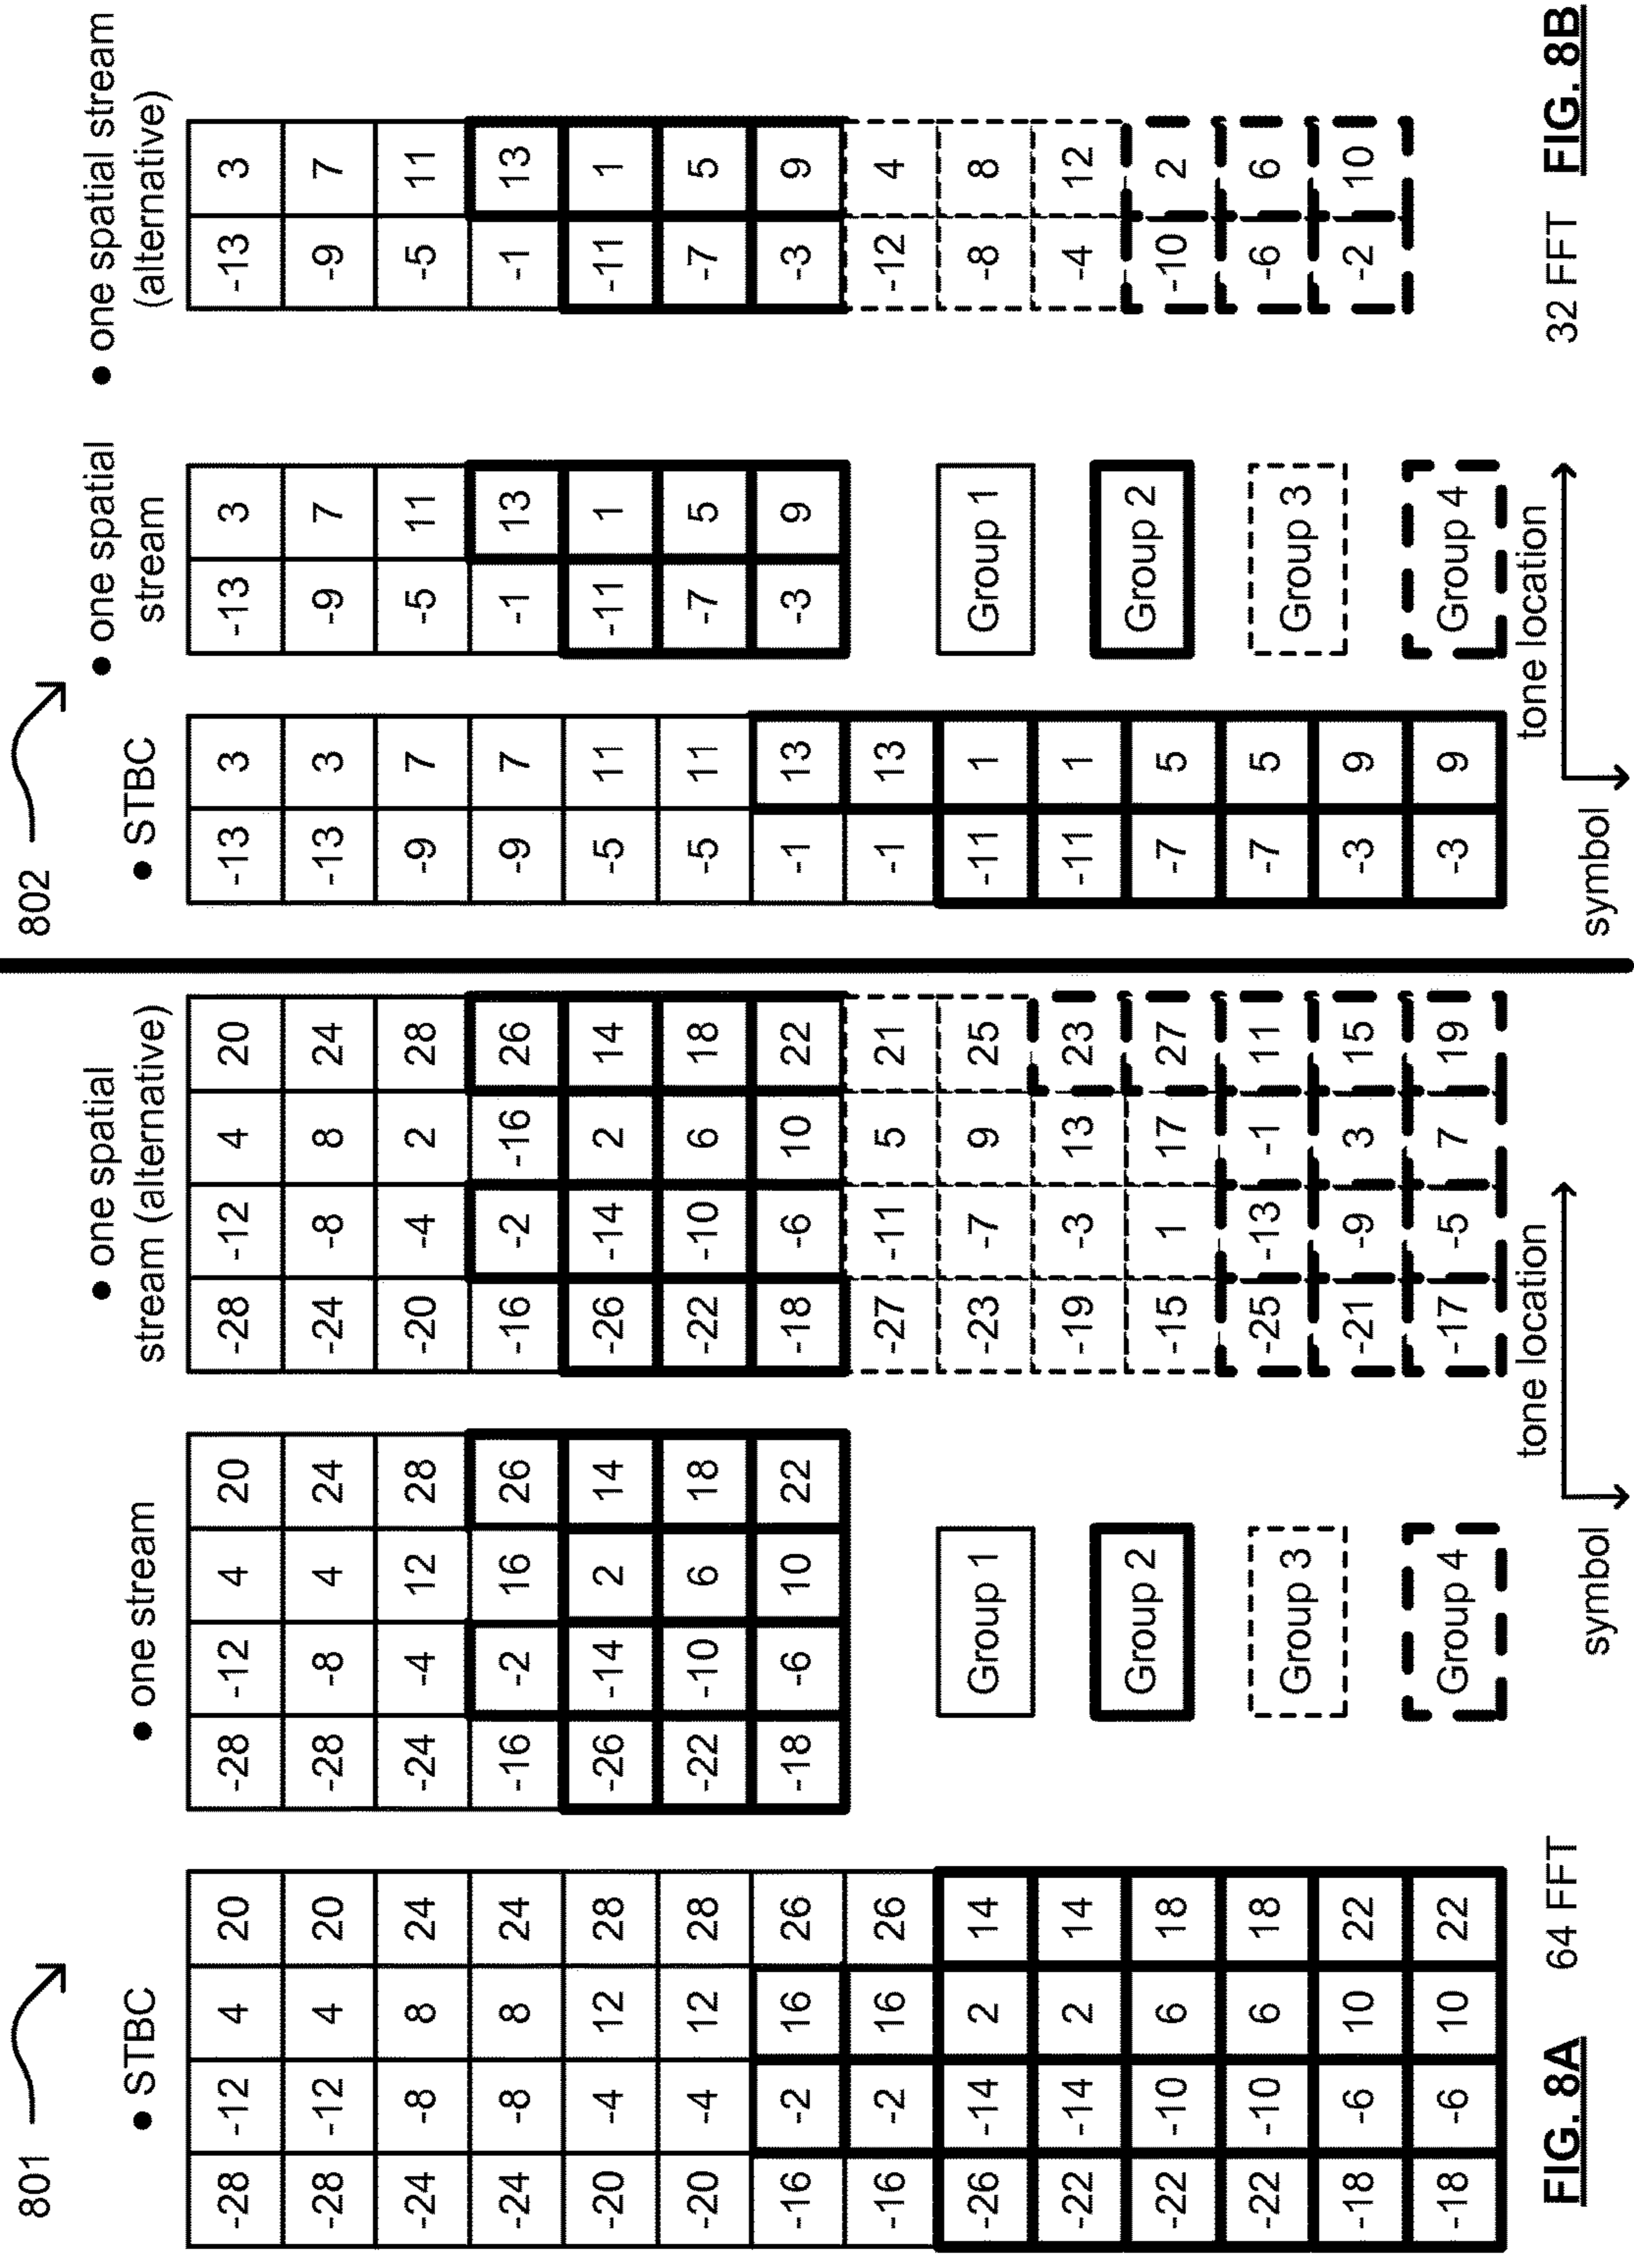 801
• STBC
-28 -12 4 20
-28 -12 4 20
-24 -8 8 24
-24 -8 8 24
-20 -4 12 28
-20 -4 12 28
-16 -2 16 26
-16 -2 16 26
-26 -14 2 14
-22 -14 2 14
-22 -10 6 18
-22 -10 6 18
-18 -6 10 22
-18 -6 10 22
• one stream
-28 -12 4 20
-28 -8 4 24
-24 -4 12 28
-16 -2 16 26
-26 -14 2 14
-22 -10 6 18
-18 -6 10 22
Group 1
Group 2
Group 3
Group 4
• one spatial
stream (alternative)
-28 -12 4 20
-24 -8 8 24
-20 -4 2 28
-16 -2 -16 26
-26 -14 2 14
-22 -10 6 18
-18 -6 10 22
-27 -11 5 21
-23 -7 9 25
-19 -3 13 23
-15 1 17 27
-25 -13 -1 11
-21 -9 3 15
-17 -5 7 19
symbol
tone location
FIG. 8A
64 FFT
802
• STBC
-13 3
-13 3
-9 7
-9 7
-5 11
-5 11
-1 13
-1 13
-11 1
-11 1
-7 5
-7 5
-3 9
-3 9
• one spatial
stream
-13 3
-9 7
-5 11
-1 13
-11 1
-7 5
-3 9
Group 1
Group 2
Group 3
Group 4
symbol
tone location
• one spatial stream
(alternative)
-13 3
-9 7
-5 11
-1 13
-11 1
-7 5
-3 9
-12 4
-8 8
-4 12
-10 2
-6 6
-2 10
32 FFT
FIG. 8B